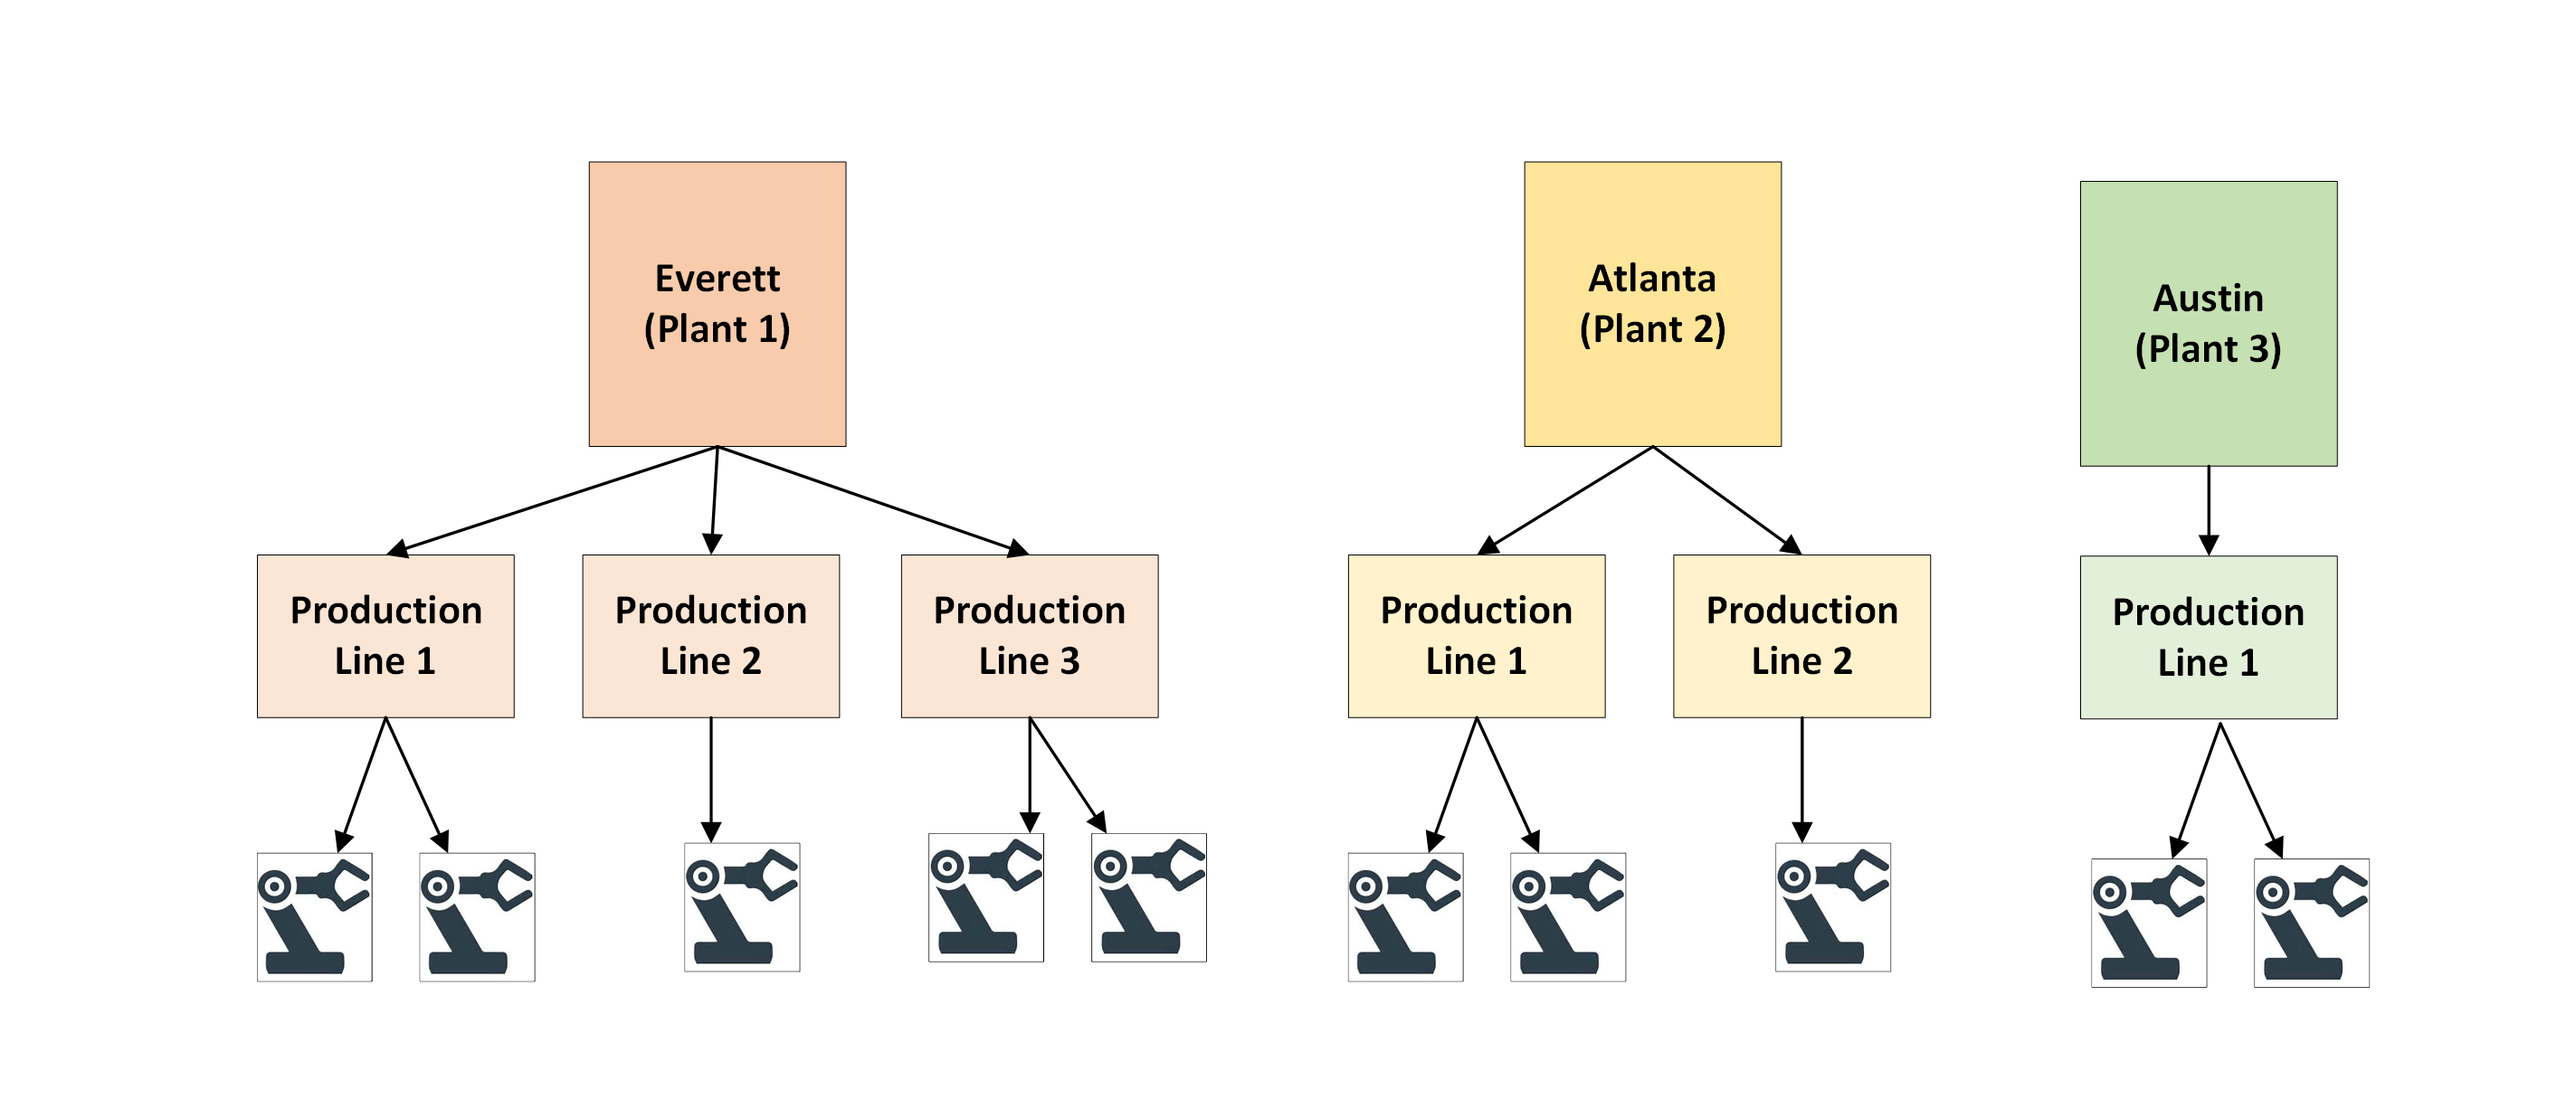 Everett
(Plant 1)
Atlanta
(Plant 2)
Austin
(Plant 3)
Production
Line 1
Production
Line 2
Production
Line 3
Production
Line 1
Production
Line 2
Production
Line 1